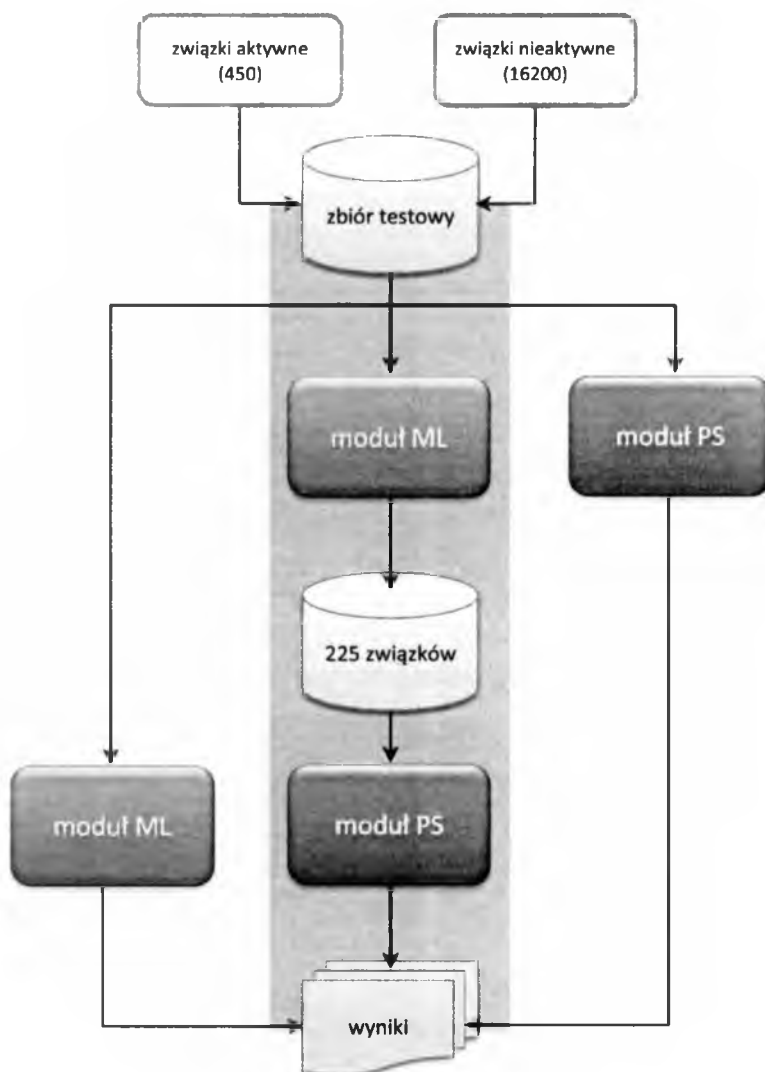 związki aktywne
(450)
związki nieaktywne
(16200)
zbiór testowy
moduł ML
moduł PS
225 związków
moduł ML
moduł PS
wyniki